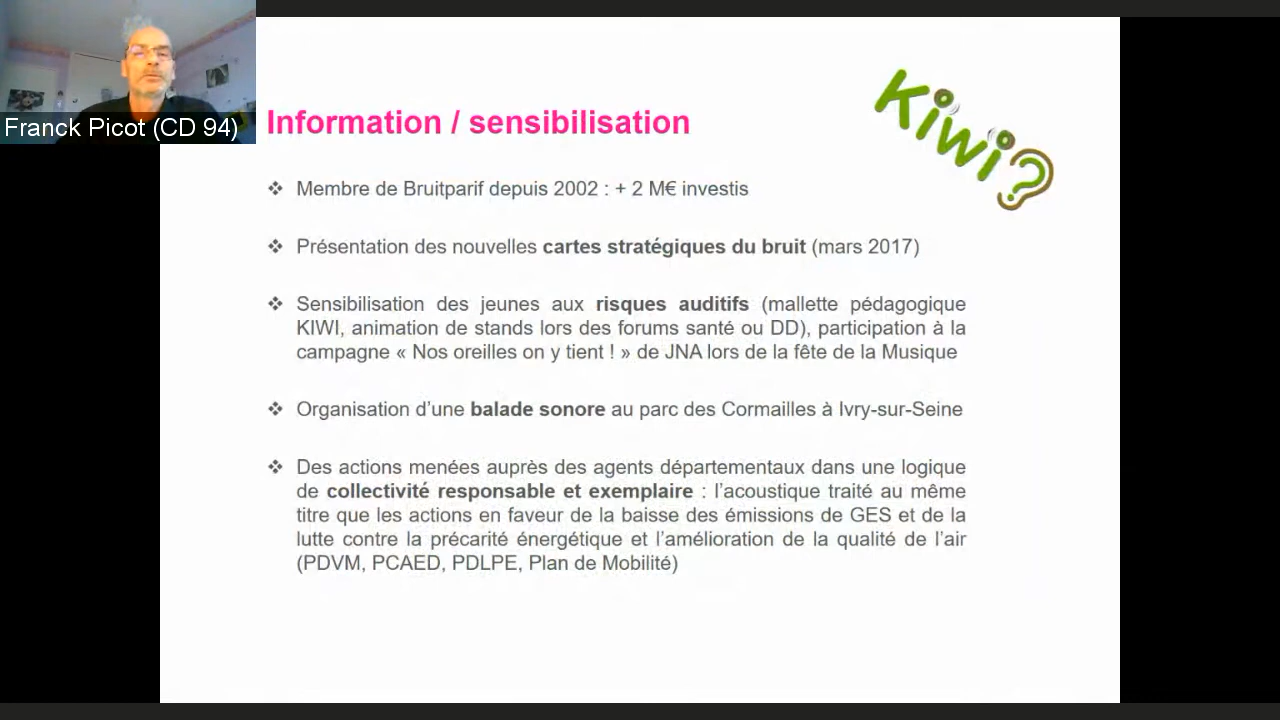 Franck Picot (CD 94)
Information / sensibilisation
Kiwi?
❖ Membre de Bruitparif depuis 2002 : + 2 M€ investis
❖ Présentation des nouvelles cartes stratégiques du bruit (mars 2017)
❖ Sensibilisation des jeunes aux risques auditifs (mallette pédagogique
KIWI, animation de stands lors des forums santé ou DD), participation à la
campagne « Nos oreilles on y tient ! » de JNA lors de la fête de la Musique
❖ Organisation d’une balade sonore au parc des Cormailles à Ivry-sur-Seine
❖ Des actions menées auprès des agents départementaux dans une logique
de collectivité responsable et exemplaire : l’acoustique traité au même
titre que les actions en faveur de la baisse des émissions de GES et de la
lutte contre la précarité énergétique et l’amélioration de la qualité de l’air
(PDVM, PCAED, PDLPE, Plan de Mobilité)